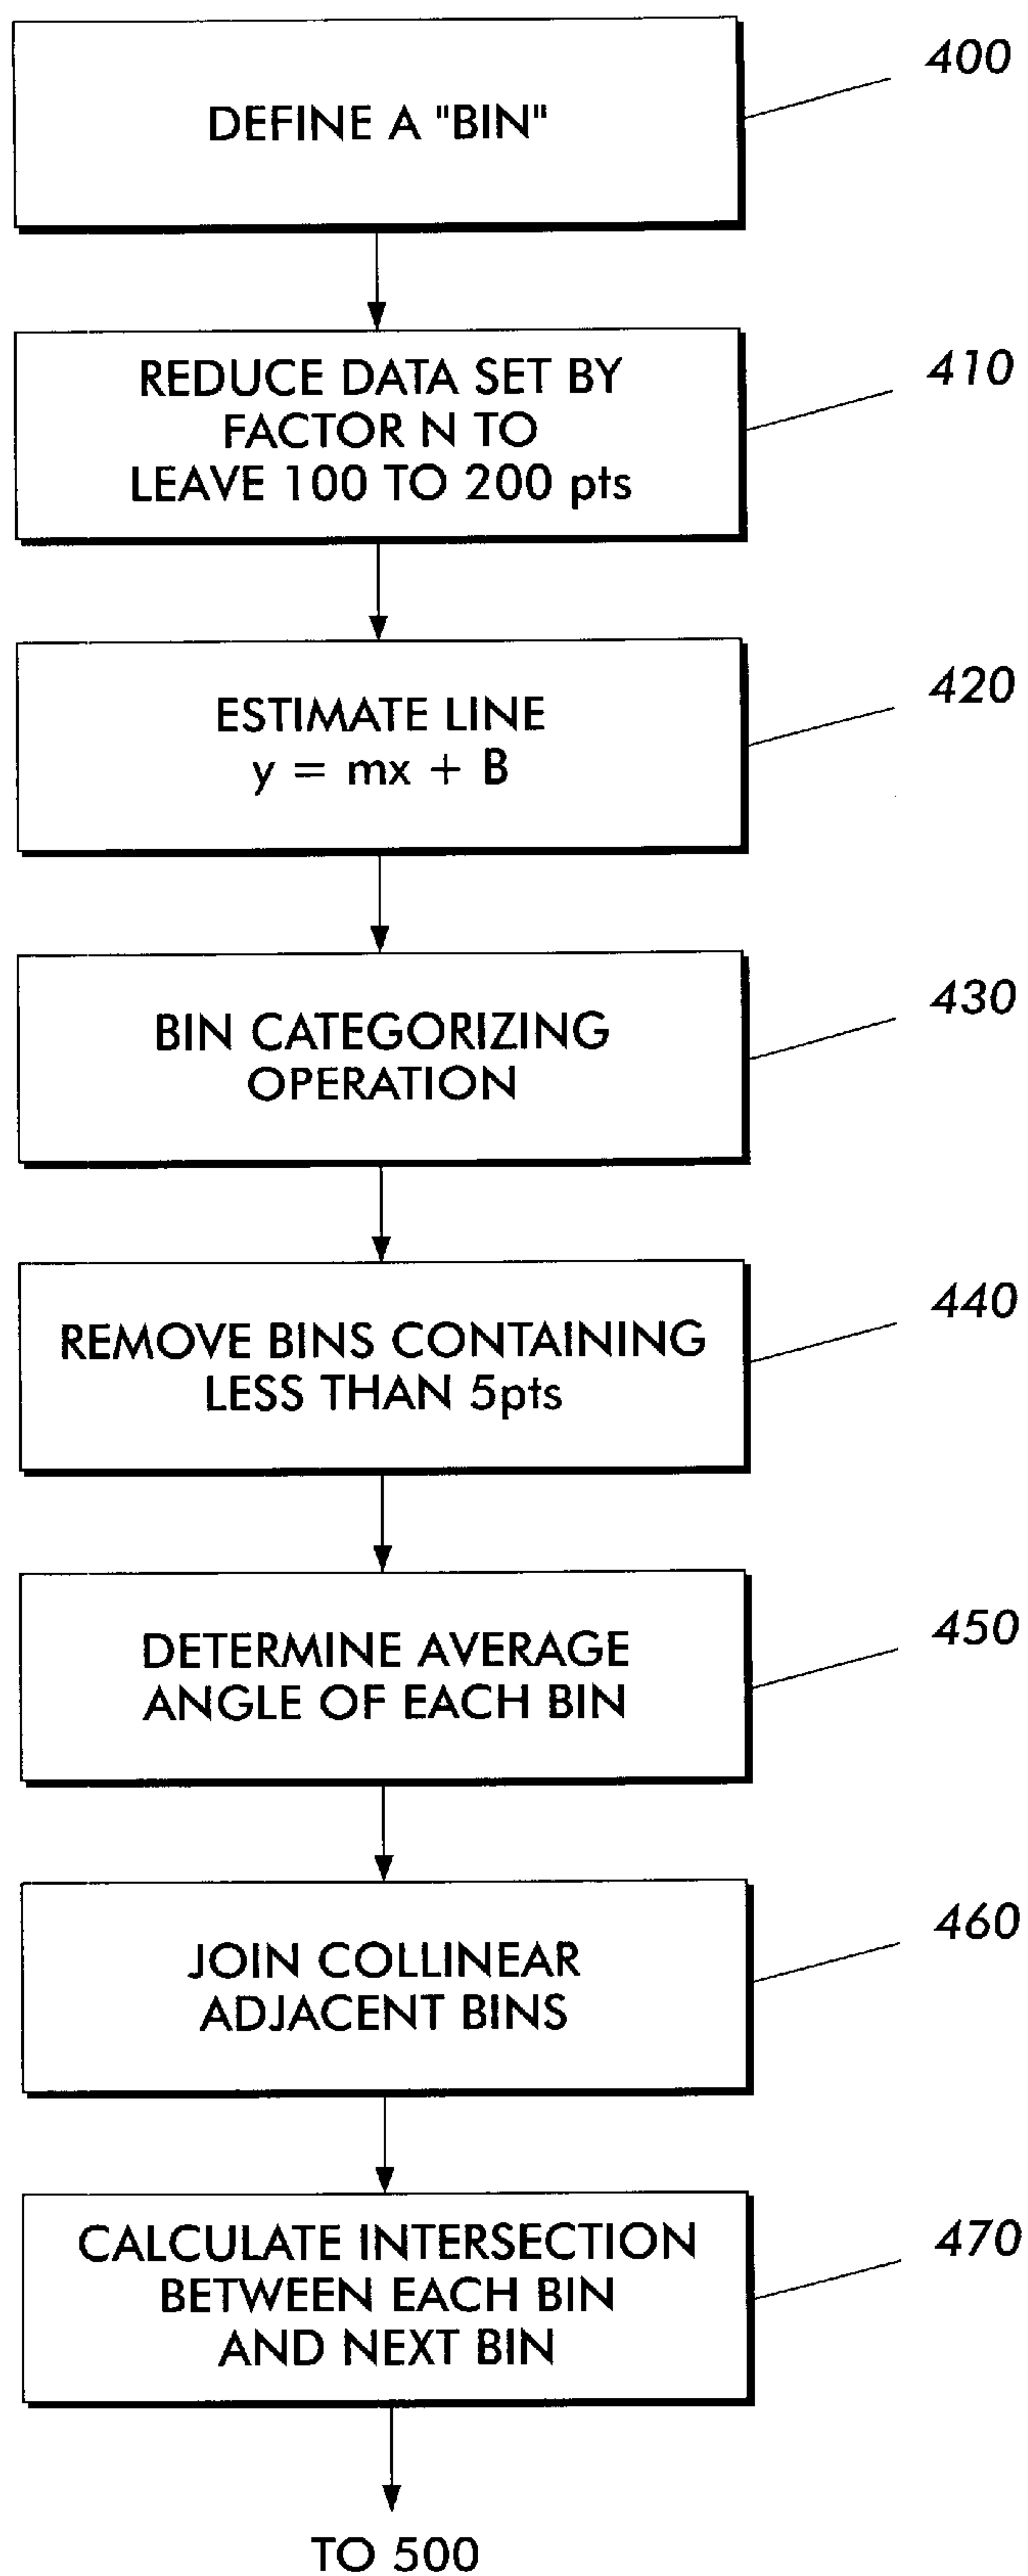 400
DEFINE A "BIN"
410
REDUCE DATA SET BY
FACTOR N TO
LEAVE 100 TO 200 pts
420
ESTIMATE LINE
y = mx + B
430
BIN CATEGORIZING
OPERATION
440
REMOVE BINS CONTAINING
LESS THAN 5pts
450
DETERMINE AVERAGE
ANGLE OF EACH BIN
460
JOIN COLLINEAR
ADJACENT BINS
470
CALCULATE INTERSECTION
BETWEEN EACH BIN
AND NEXT BIN
TO 500